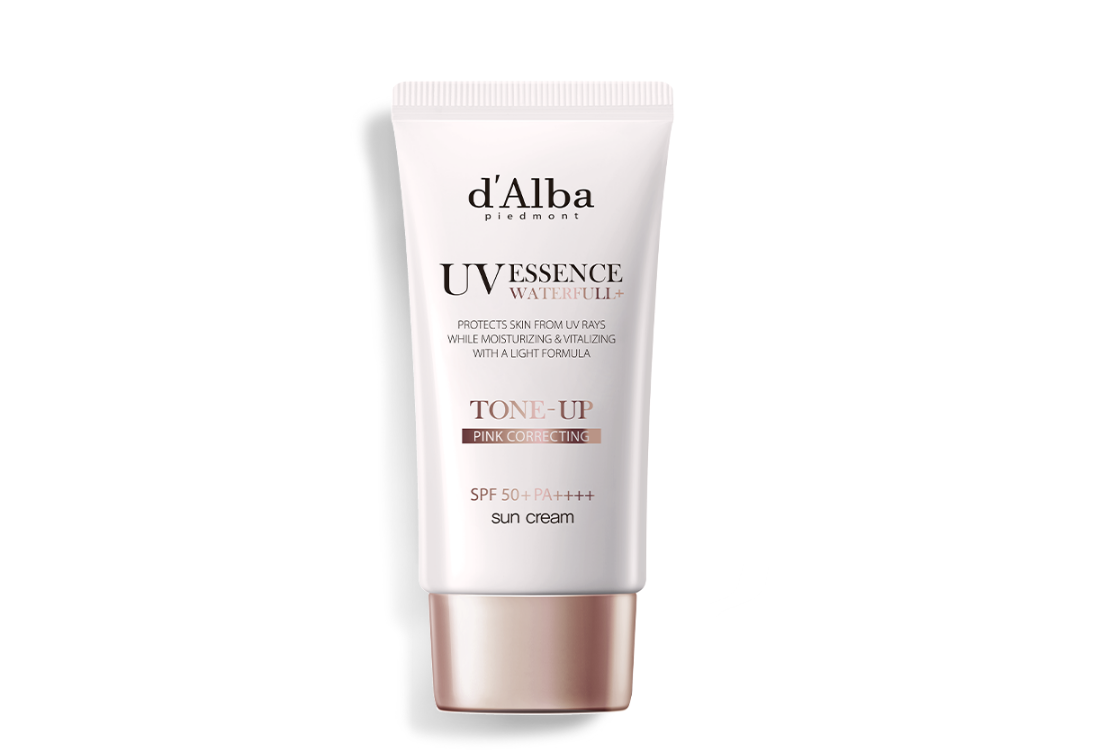 d'Alba
piedmont
UV ESSENCE
WATERFULL+
PROTECTS SKIN FROM UV RAYS
WHILE MOISTURIZING & VITALIZING
WITH A LIGHT FORMULA
TONE-UP
PINK CORRECTING
SPF 50+ PA++++
sun cream